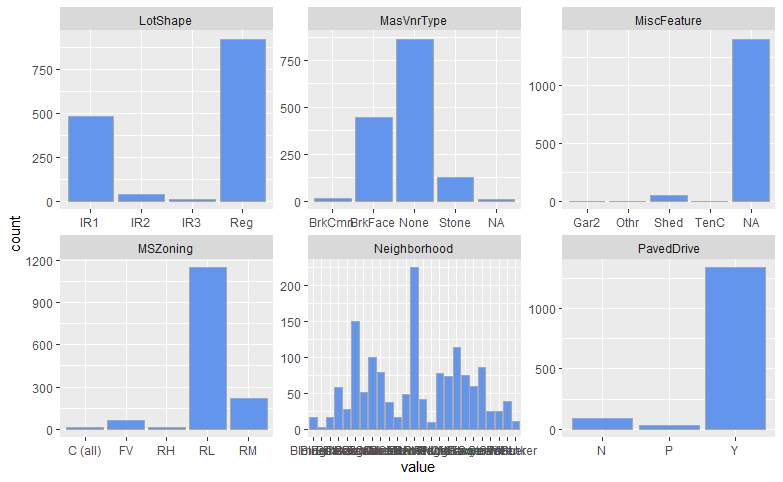 LotShape
MasVnrType
MiscFeature
750
500
250
0
IR1 IR2 IR3 Reg
750
500
250
0
BrkCmn BrkFace None Stone NA
1000
500
0
Gar2 Othr Shed TenC NA
count
MSZoning
Neighborhood
PavedDrive
1200
900
600
300
0
C (all) FV RH RL RM
200
150
100
50
0
1000
500
0
N P Y
value